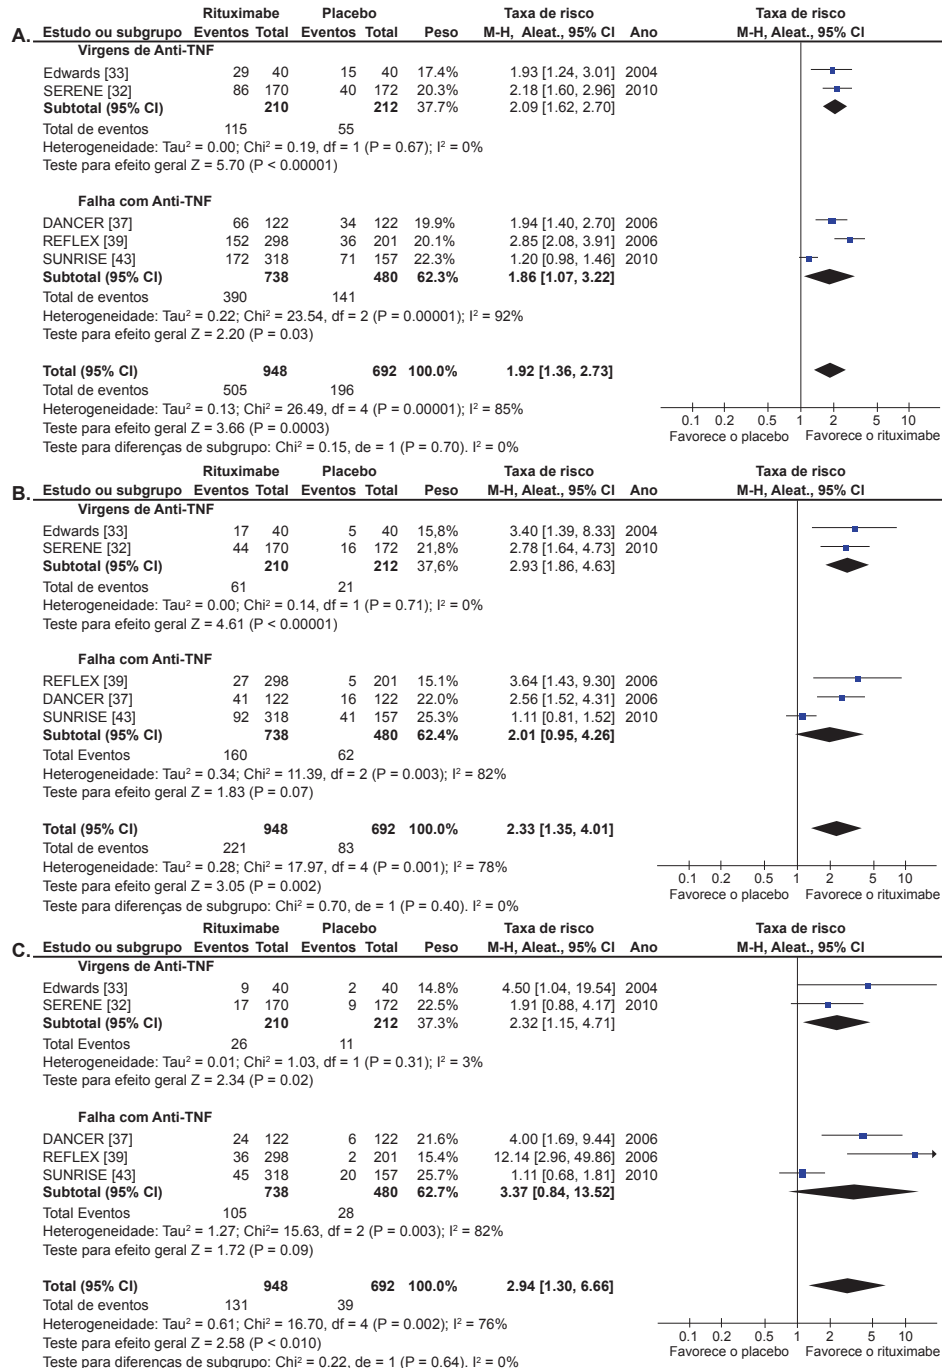 Rituximabe Placebo Taxa de risco Taxa de risco
A. Estudo ou subgrupo Eventos Total Eventos Total Peso M-H, Aleat., 95% CI Ano M-H, Aleat., 95% CI
Virgens de Anti-TNF
Edwards [33] 29 40 15 40 17.4% 1.93 [1.24, 3.01] 2004
SERENE [32] 86 170 40 172 20.3% 2.18 [1.60, 2.96] 2010
Subtotal (95% CI) 210 212 37.7% 2.09 [1.62, 2.70]
Total de eventos 115 55
Heterogeneidade: Tau² = 0.00; Chi² = 0.19, df = 1 (P = 0.67); I² = 0%
Teste para efeito geral Z = 5.70 (P < 0.00001)
Falha com Anti-TNF
DANCER [37] 66 122 34 122 19.9% 1.94 [1.40, 2.70] 2006
REFLEX [39] 152 298 36 201 20.1% 2.85 [2.08, 3.91] 2006
SUNRISE [43] 172 318 71 157 22.3% 1.20 [0.98, 1.46] 2010
Subtotal (95% CI) 738 480 62.3% 1.86 [1.07, 3.22]
Total de eventos 390 141
Heterogeneidade: Tau² = 0.22; Chi² = 23.54, df = 2 (P = 0.00001); I² = 92%
Teste para efeito geral Z = 2.20 (P = 0.03)
Total (95% CI) 948 692 100.0% 1.92 [1.36, 2.73]
Total de eventos 505 196
Heterogeneidade: Tau² = 0.13; Chi² = 26.49, df = 4 (P = 0.00001); I² = 85%
Teste para efeito geral Z = 3.66 (P = 0.0003)
Teste para diferenças de subgrupo: Chi² = 0.15, de = 1 (P = 0.70). I² = 0%
0.1 0.2 0.5 1 2 5 10
Favorece o placebo Favorece o rituximabe
Rituximabe Placebo Taxa de risco Taxa de risco
B. Estudo ou subgrupo Eventos Total Eventos Total Peso M-H, Aleat., 95% CI Ano M-H, Aleat., 95% CI
Virgens de Anti-TNF
Edwards [33] 17 40 5 40 15,8% 3.40 [1.39, 8.33] 2004
SERENE [32] 44 170 16 172 21,8% 2.78 [1.64, 4.73] 2010
Subtotal (95% CI) 210 212 37,6% 2.93 [1.86, 4.63]
Total de eventos 61 21
Heterogeneidade: Tau² = 0.00; Chi² = 0.14, df = 1 (P = 0.71); I² = 0%
Teste para efeito geral Z = 4.61 (P < 0.00001)
Falha com Anti-TNF
REFLEX [39] 27 298 5 201 15.1% 3.64 [1.43, 9.30] 2006
DANCER [37] 41 122 16 122 22.0% 2.56 [1.52, 4.31] 2006
SUNRISE [43] 92 318 41 157 25.3% 1.11 [0.81, 1.52] 2010
Subtotal (95% CI) 738 480 62.4% 2.01 [0.95, 4.26]
Total Eventos 160 62
Heterogeneidade: Tau² = 0.34; Chi² = 11.39, df = 2 (P = 0.003); I² = 82%
Teste para efeito geral Z = 1.83 (P = 0.07)
Total (95% CI) 948 692 100.0% 2.33 [1.35, 4.01]
Total de eventos 221 83
Heterogeneidade: Tau² = 0.28; Chi² = 17.97, df = 4 (P = 0.001); I² = 78%
Teste para efeito geral Z = 3.05 (P = 0.002)
Teste para diferenças de subgrupo: Chi² = 0.70, de = 1 (P = 0.40). I² = 0%
0.1 0.2 0.5 1 2 5 10
Favorece o placebo Favorece o rituximabe
Rituximabe Placebo Taxa de risco Taxa de risco
C. Estudo ou subgrupo Eventos Total Eventos Total Peso M-H, Aleat., 95% CI Ano M-H, Aleat., 95% CI
Virgens de Anti-TNF
Edwards [33] 9 40 2 40 14.8% 4.50 [1.04, 19.54] 2004
SERENE [32] 17 170 9 172 22.5% 1.91 [0.88, 4.17] 2010
Subtotal (95% CI) 210 212 37.3% 2.32 [1.15, 4.71]
Total Eventos 26 11
Heterogeneidade: Tau² = 0.01; Chi² = 1.03, df = 1 (P = 0.31); I² = 3%
Teste para efeito geral Z = 2.34 (P = 0.02)
Falha com Anti-TNF
DANCER [37] 24 122 6 122 21.6% 4.00 [1.69, 9.44] 2006
REFLEX [39] 36 298 2 201 15.4% 12.14 [2.96, 49.86] 2006
SUNRISE [43] 45 318 20 157 25.7% 1.11 [0.68, 1.81] 2010
Subtotal (95% CI) 738 480 62.7% 3.37 [0.84, 13.52]
Total Eventos 105 28
Heterogeneidade: Tau² = 1.27; Chi²= 15.63, df = 2 (P = 0.003); I² = 82%
Teste para efeito geral Z = 1.72 (P = 0.09)
Total (95% CI) 948 692 100.0% 2.94 [1.30, 6.66]
Total de eventos 131 39
Heterogeneidade: Tau² = 0.61; Chi² = 16.70, df = 4 (P = 0.002); I² = 76%
Teste para efeito geral Z = 2.58 (P < 0.010)
Teste para diferenças de subgrupo: Chi² = 0.22, de = 1 (P = 0.64). I² = 0%
0.1 0.2 0.5 1 2 5 10
Favorece o placebo Favorece o rituximabe